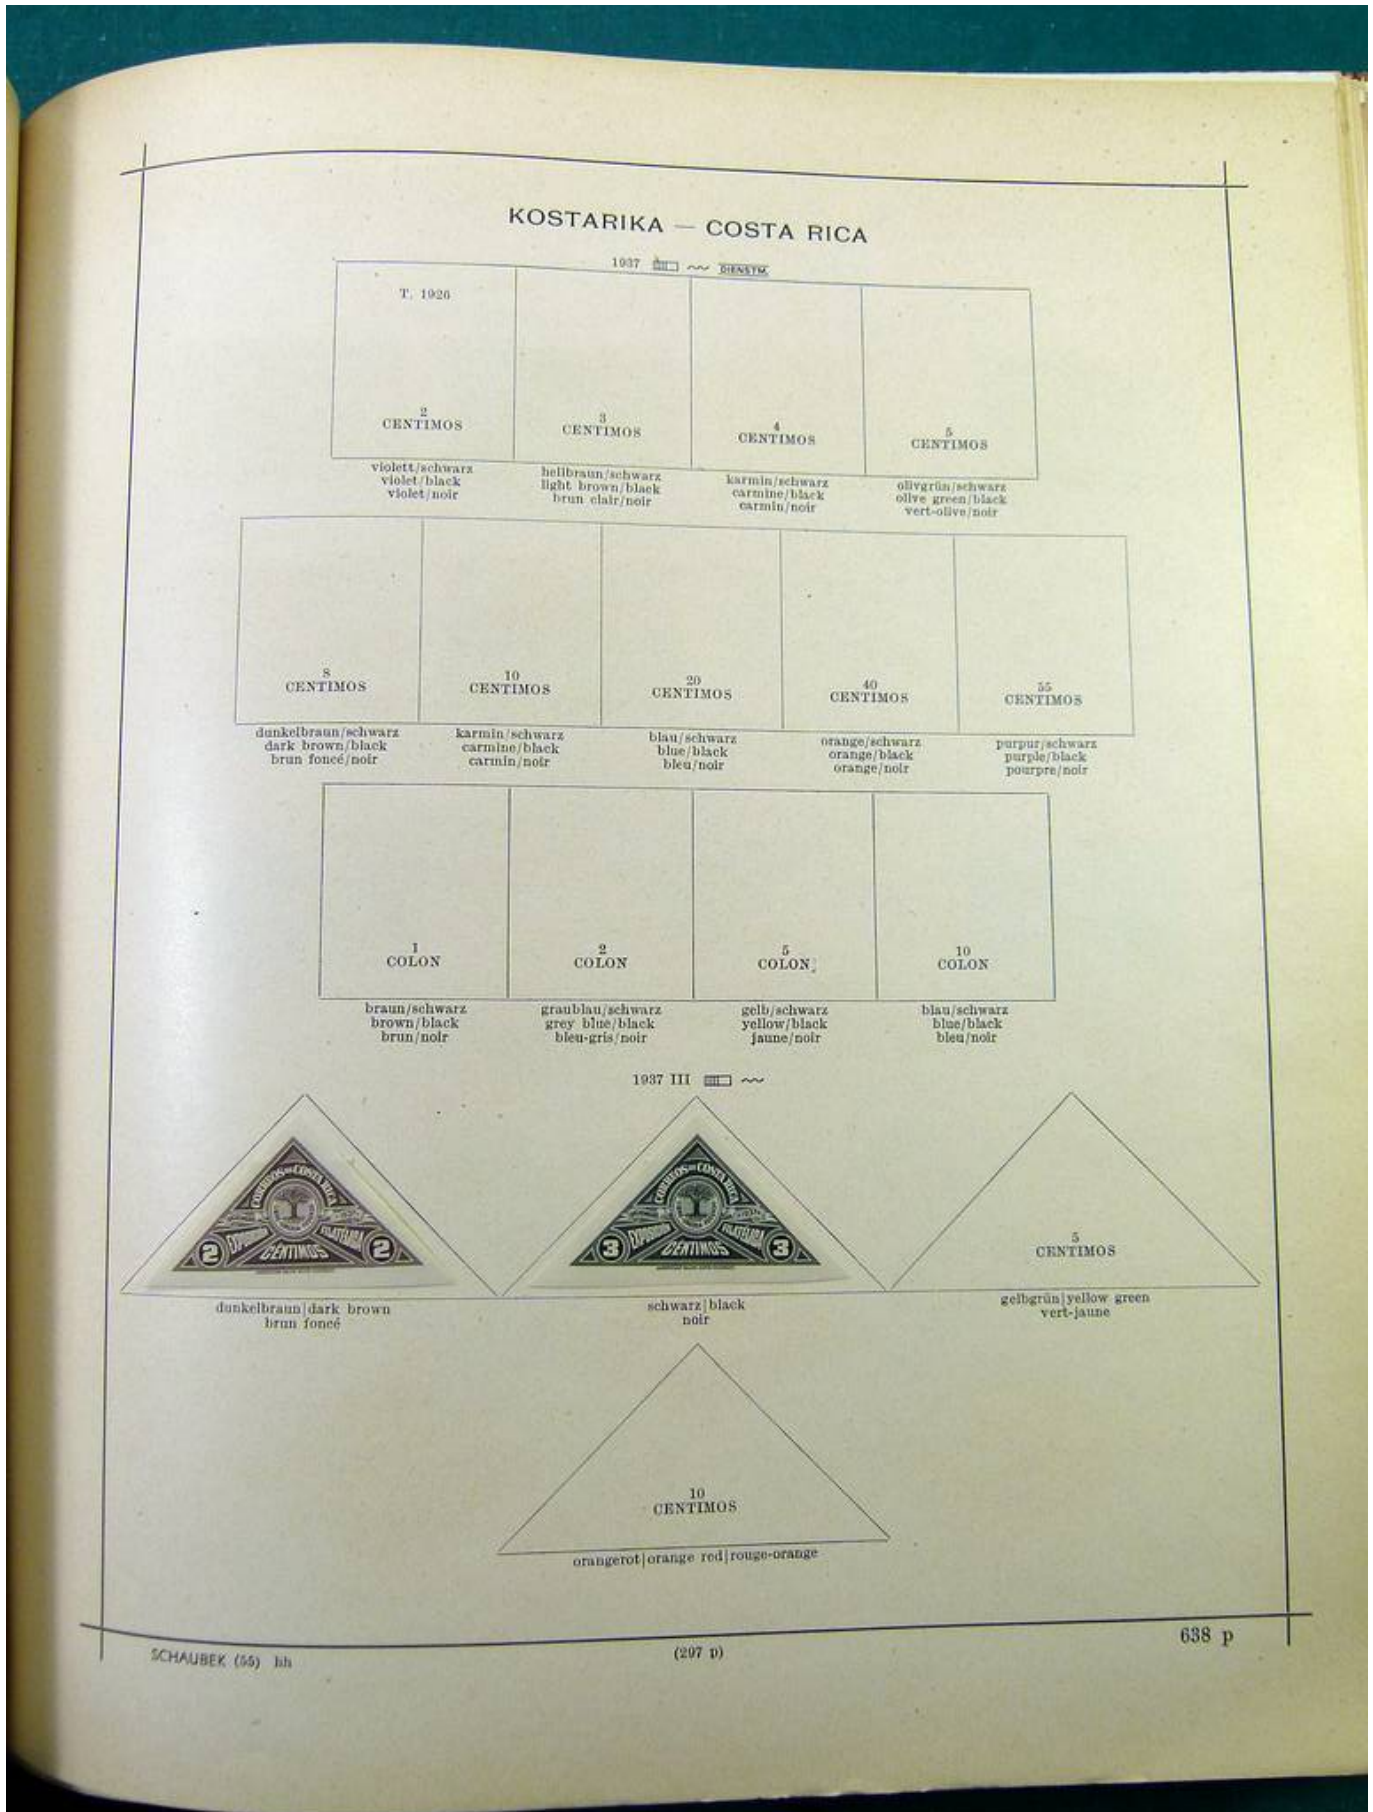 KOSTARIKA — COSTA RICA
1937 DIENSTM.
T. 1926
2
CENTIMOS
violett/schwarz
violet/black
violet/noir
3
CENTIMOS
hellbraun/schwarz
light brown/black
brun clair/noir
4
CENTIMOS
karmin/schwarz
carmine/black
carmin/noir
5
CENTIMOS
olivgrün/schwarz
olive green/black
vert-olive/noir
8
CENTIMOS
dunkelbraun/schwarz
dark brown/black
brun foncé/noir
10
CENTIMOS
karmin/schwarz
carmine/black
carmin/noir
20
CENTIMOS
blau/schwarz
blue/black
bleu/noir
40
CENTIMOS
orange/schwarz
orange/black
orange/noir
55
CENTIMOS
purpur/schwarz
purple/black
pourpre/noir
1
COLON
braun/schwarz
brown/black
brun/noir
2
COLON
graublau/schwarz
grey blue/black
bleu-gris/noir
5
COLON
gelb/schwarz
yellow/black
jaune/noir
10
COLON
blau/schwarz
blue/black
bleu/noir
1937 III
CORREOS DE COSTA RICA
EXPOSICION FILATELICA
2 CENTIMOS 2
dunkelbraun|dark brown
brun foncé
CORREOS DE COSTA RICA
EXPOSICION FILATELICA
3 CENTIMOS 3
schwarz|black
noir
5
CENTIMOS
gelbgrün|yellow green
vert-jaune
10
CENTIMOS
orangerot|orange red|rouge-orange
SCHAUBEK (55) hh
(297 p)
638 p